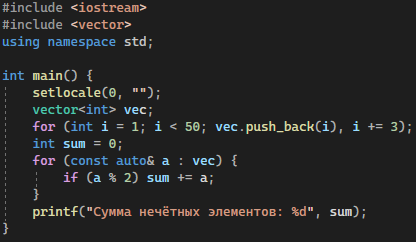 #include <iostream>
#include <vector>
using namespace std;
int main() {
setlocale(0, "");
vector<int> vec;
for (int i = 1; i < 50; vec.push_back(i), i += 3);
int sum = 0;
for (const auto& a : vec) {
if (a % 2) sum += a;
}
printf("Сумма нечётных элементов: %d", sum);
}